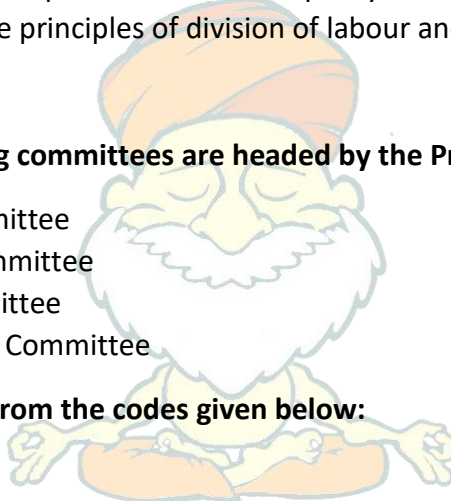 e principles of division of labour an
g committees are headed by the Pr
mittee
mmittee
ittee
Committee
rom the codes given below: